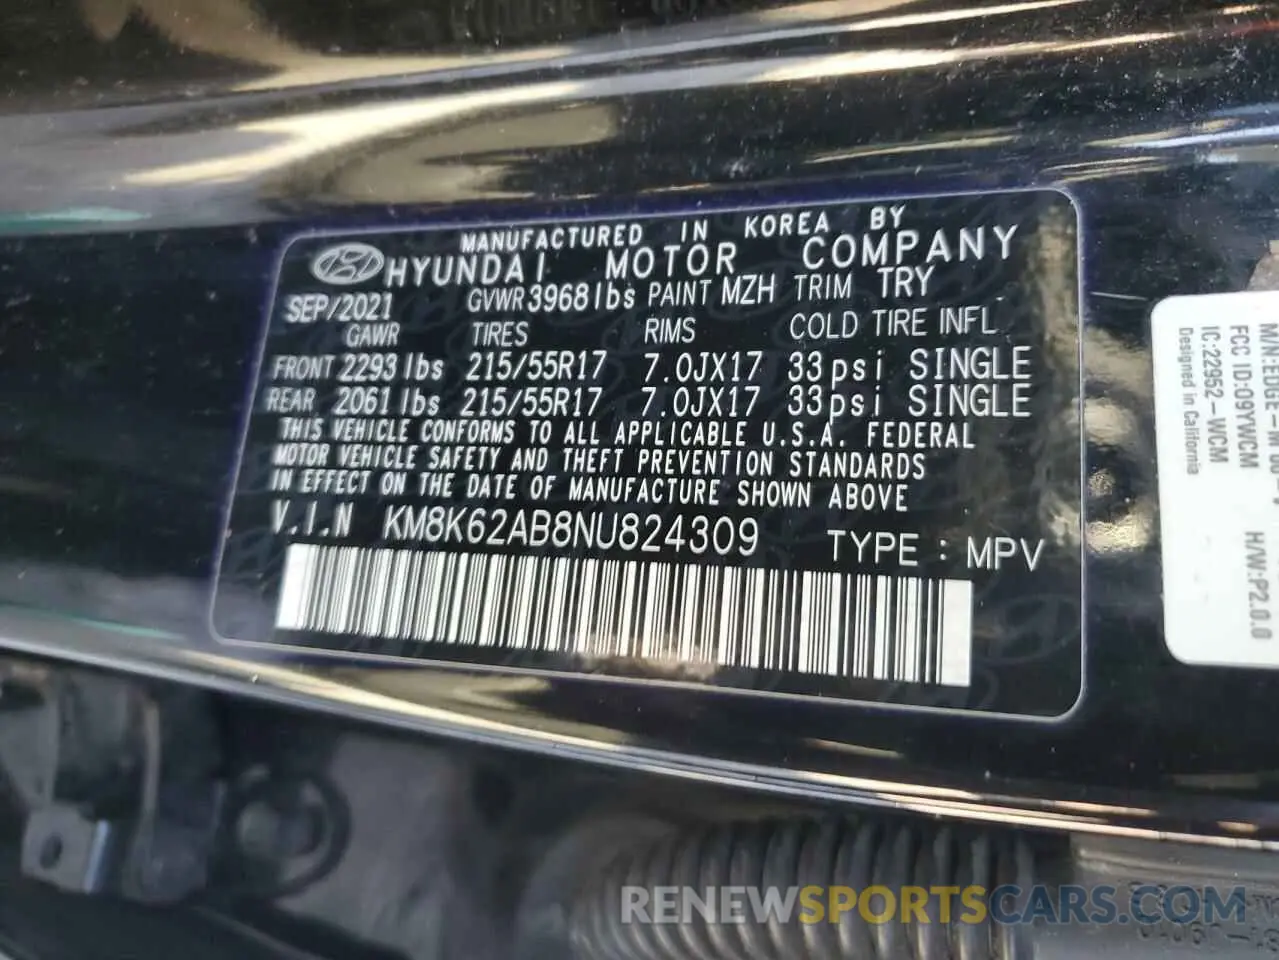 MANUFACTURED IN KOREA BY
HYUNDAI MOTOR COMPANY
SEP/2021 GVWR 3968lbs PAINT MZH TRIM TRY
GAWR TIRES RIMS COLD TIRE INFL
FRONT 2293lbs 215/55R17 7.0JX17 33psi SINGLE
REAR 2061lbs 215/55R17 7.0JX17 33psi SINGLE
THIS VEHICLE CONFORMS TO ALL APPLICABLE U.S.A. FEDERAL
MOTOR VEHICLE SAFETY AND THEFT PREVENTION STANDARDS
IN EFFECT ON THE DATE OF MANUFACTURE SHOWN ABOVE
V.I.N KM8K62AB8NU824309 TYPE : MPV
M/N:EDGE-M
FCC ID:O9YWCM H/W:P2.0.0
IC:22952-WCM
Designed in California
RENEWSPORTSCARS.COM